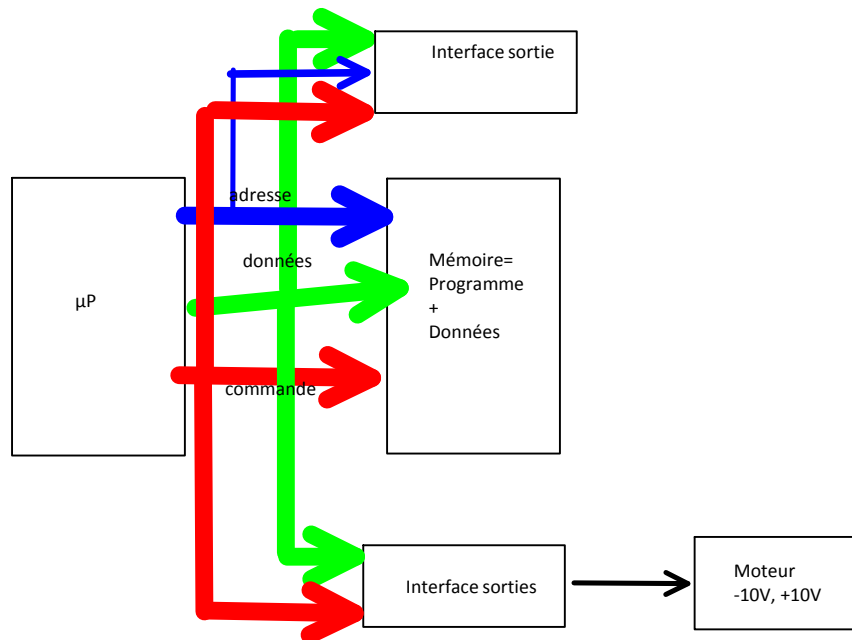 Interface sortie
adresse
données
µP
Mémoire=
Programme
+
Données
commande
Interface sorties
Moteur
-10V, +10V